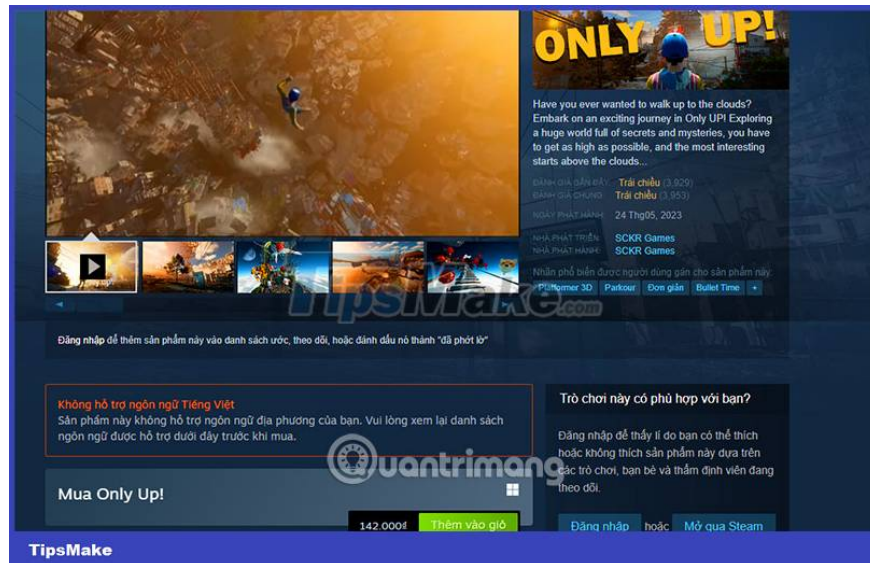 ONLY UP!
Have you ever wanted to walk up to the clouds?
Embark on an exciting journey in Only UP! Exploring
a huge world full of secrets and mysteries, you have
to get as high as possible, and the most interesting
starts above the clouds...
ĐÁNH GIÁ GẦN ĐÂY: Trái chiều (3,929)
ĐÁNH GIÁ CHUNG: Trái chiều (3,953)
NGÀY PHÁT HÀNH: 24 Thg05, 2023
NHÀ PHÁT TRIỂN: SCKR Games
NHÀ PHÁT HÀNH: SCKR Games
Nhãn phổ biến được người dùng gán cho sản phẩm này:
Platformer 3D Parkour Đơn giản Bullet Time +
TipsMake.com
Đăng nhập để thêm sản phẩm này vào danh sách ước, theo dõi, hoặc đánh dấu nó thành "đã phớt lờ"
Không hỗ trợ ngôn ngữ Tiếng Việt
Sản phẩm này không hỗ trợ ngôn ngữ địa phương của bạn. Vui lòng xem lại danh sách
ngôn ngữ được hỗ trợ dưới đây trước khi mua.
Trò chơi này có phù hợp với bạn?
Đăng nhập để thấy lí do bạn có thể thích
hoặc không thích sản phẩm này dựa trên
các trò chơi, bạn bè và thẩm định viên đang
theo dõi.
Quantrimang
Mua Only Up!
142.000₫ Thêm vào giỏ
Đăng nhập hoặc Mở qua Steam
TipsMake